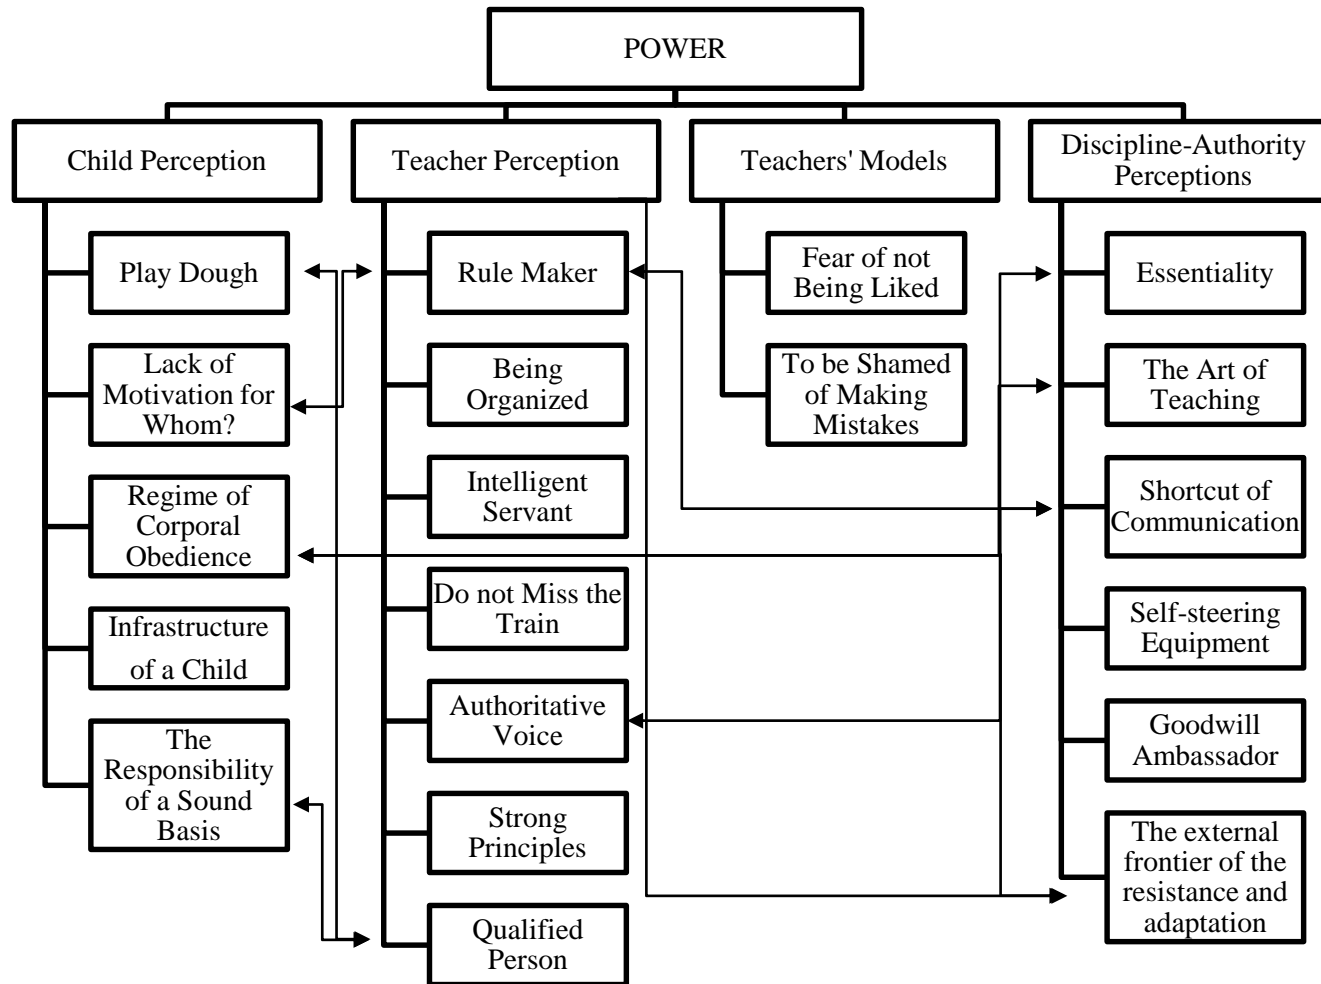 POWER
Child Perception
Play Dough
Lack of
Motivation for
Whom?
Regime of
Corporal
Obedience
Infrastructure
of a Child
The
Responsibility
of a Sound
Basis
Teacher Perception
Rule Maker
Being
Organized
Intelligent
Servant
Do not Miss the
Train
Authoritative
Voice
Strong
Principles
Qualified
Person
Teachers' Models
Fear of not
Being Liked
To be Shamed
of Making
Mistakes
Discipline-Authority
Perceptions
Essentiality
The Art of
Teaching
Shortcut of
Communication
Self-steering
Equipment
Goodwill
Ambassador
The external
frontier of the
resistance and
adaptation